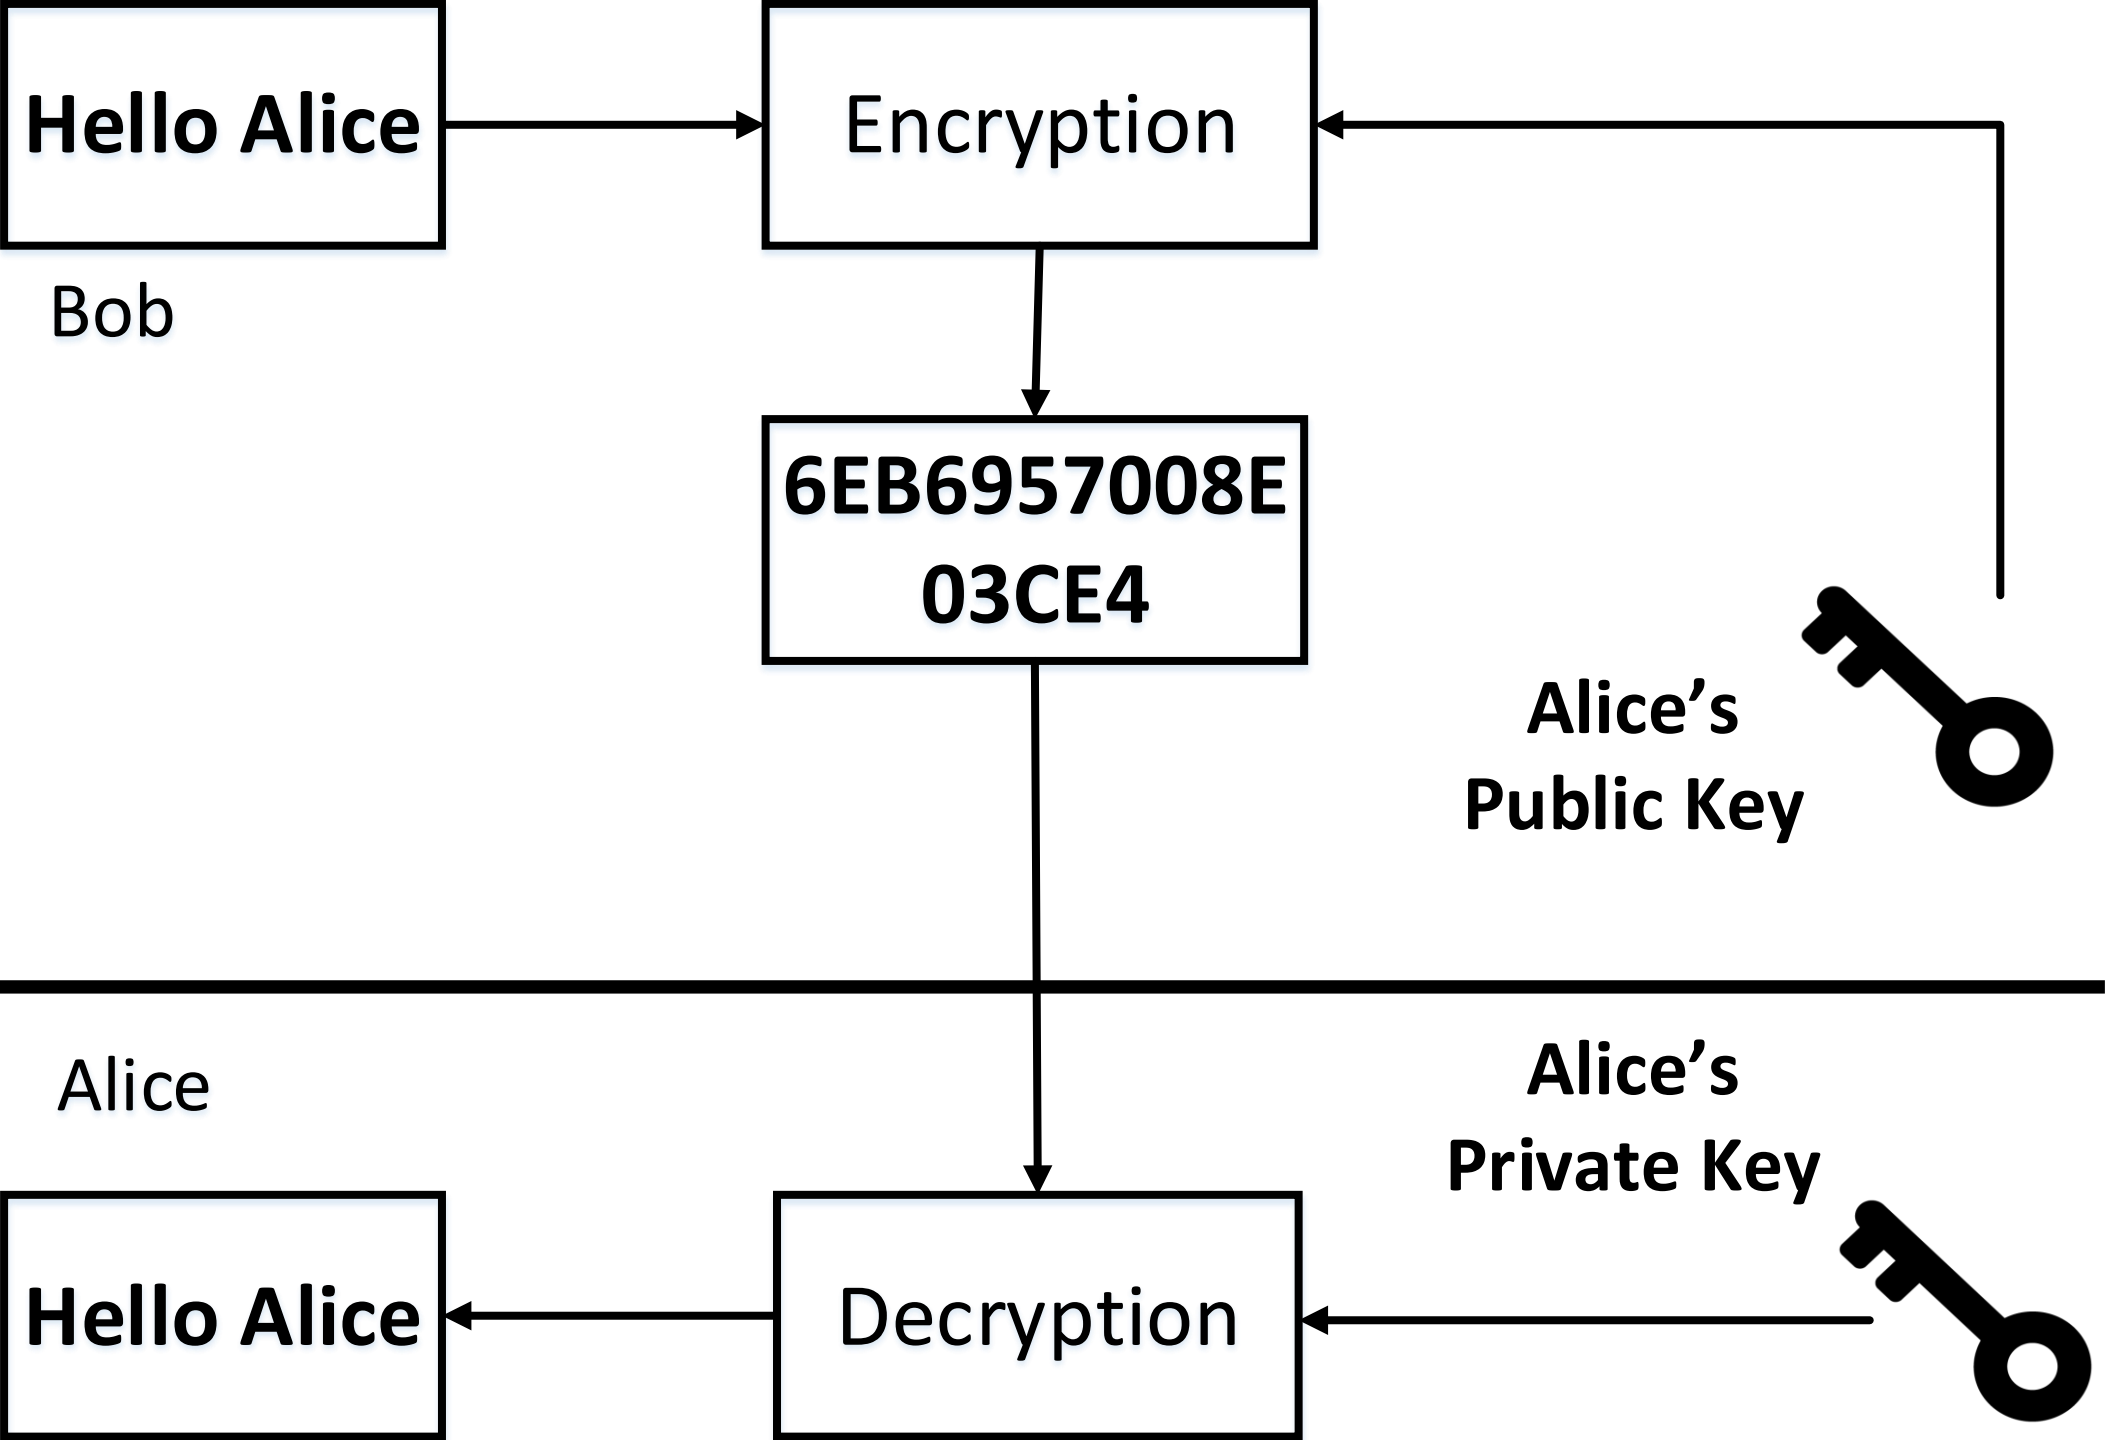 Hello Alice
Encryption
Bob
6EB6957008E
03CE4
Alice’s
Public Key
Alice
Alice’s
Private Key
Hello Alice
Decryption